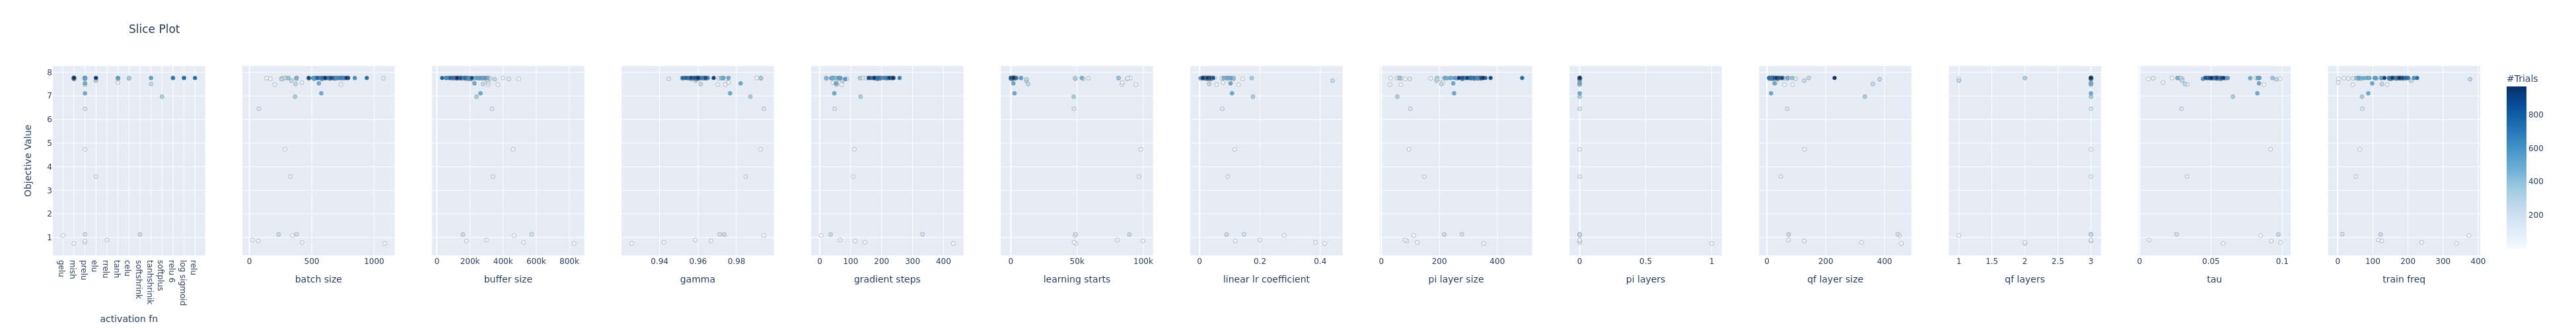 Slice Plot
Objective Value
8
7
6
5
4
3
2
1
gelu
mish
prelu
elu
rrelu
tanh
celu
softshrink
tanhshrinik
softplus
relu 6
log sigmoid
relu
activation fn
0 500 1000
batch size
0 200k 400k 600k 800k
buffer size
0.94 0.96 0.98
gamma
0 100 200 300 400
gradient steps
0 50k 100k
learning starts
0 0.2 0.4
linear lr coefficient
0 200 400
pi layer size
0 0.5 1
pi layers
0 200 400
qf layer size
1 1.5 2 2.5 3
qf layers
0 0.05 0.1
tau
0 100 200 300 400
train freq
#Trials
800
600
400
200